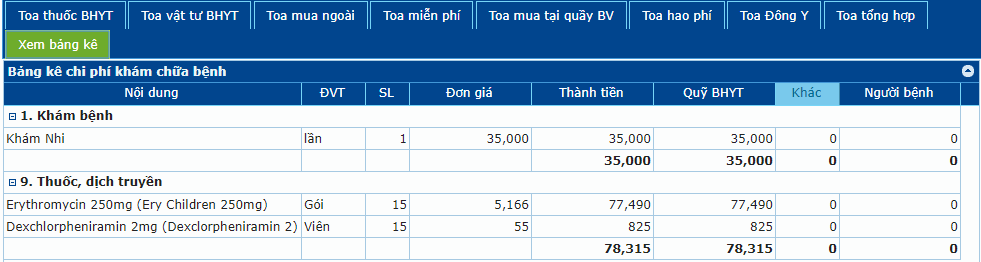 Toa thuốc BHYT Toa vật tư BHYT Toa mua ngoài Toa miễn phí Toa mua tại quầy BV Toa hao phí Toa Đông Y Toa tổng hợp
Xem bảng kê
Bảng kê chi phí khám chữa bệnh
Nội dung ĐVT SL Đơn giá Thành tiền Quỹ BHYT Khác Người bệnh
1. Khám bệnh
Khám Nhi lần 1 35,000 35,000 35,000 0 0
35,000 35,000 0 0
9. Thuốc, dịch truyền
Erythromycin 250mg (Ery Children 250mg) Gói 15 5,166 77,490 77,490 0 0
Dexchlorpheniramin 2mg (Dexclorpheniramin 2) Viên 15 55 825 825 0 0
78,315 78,315 0 0